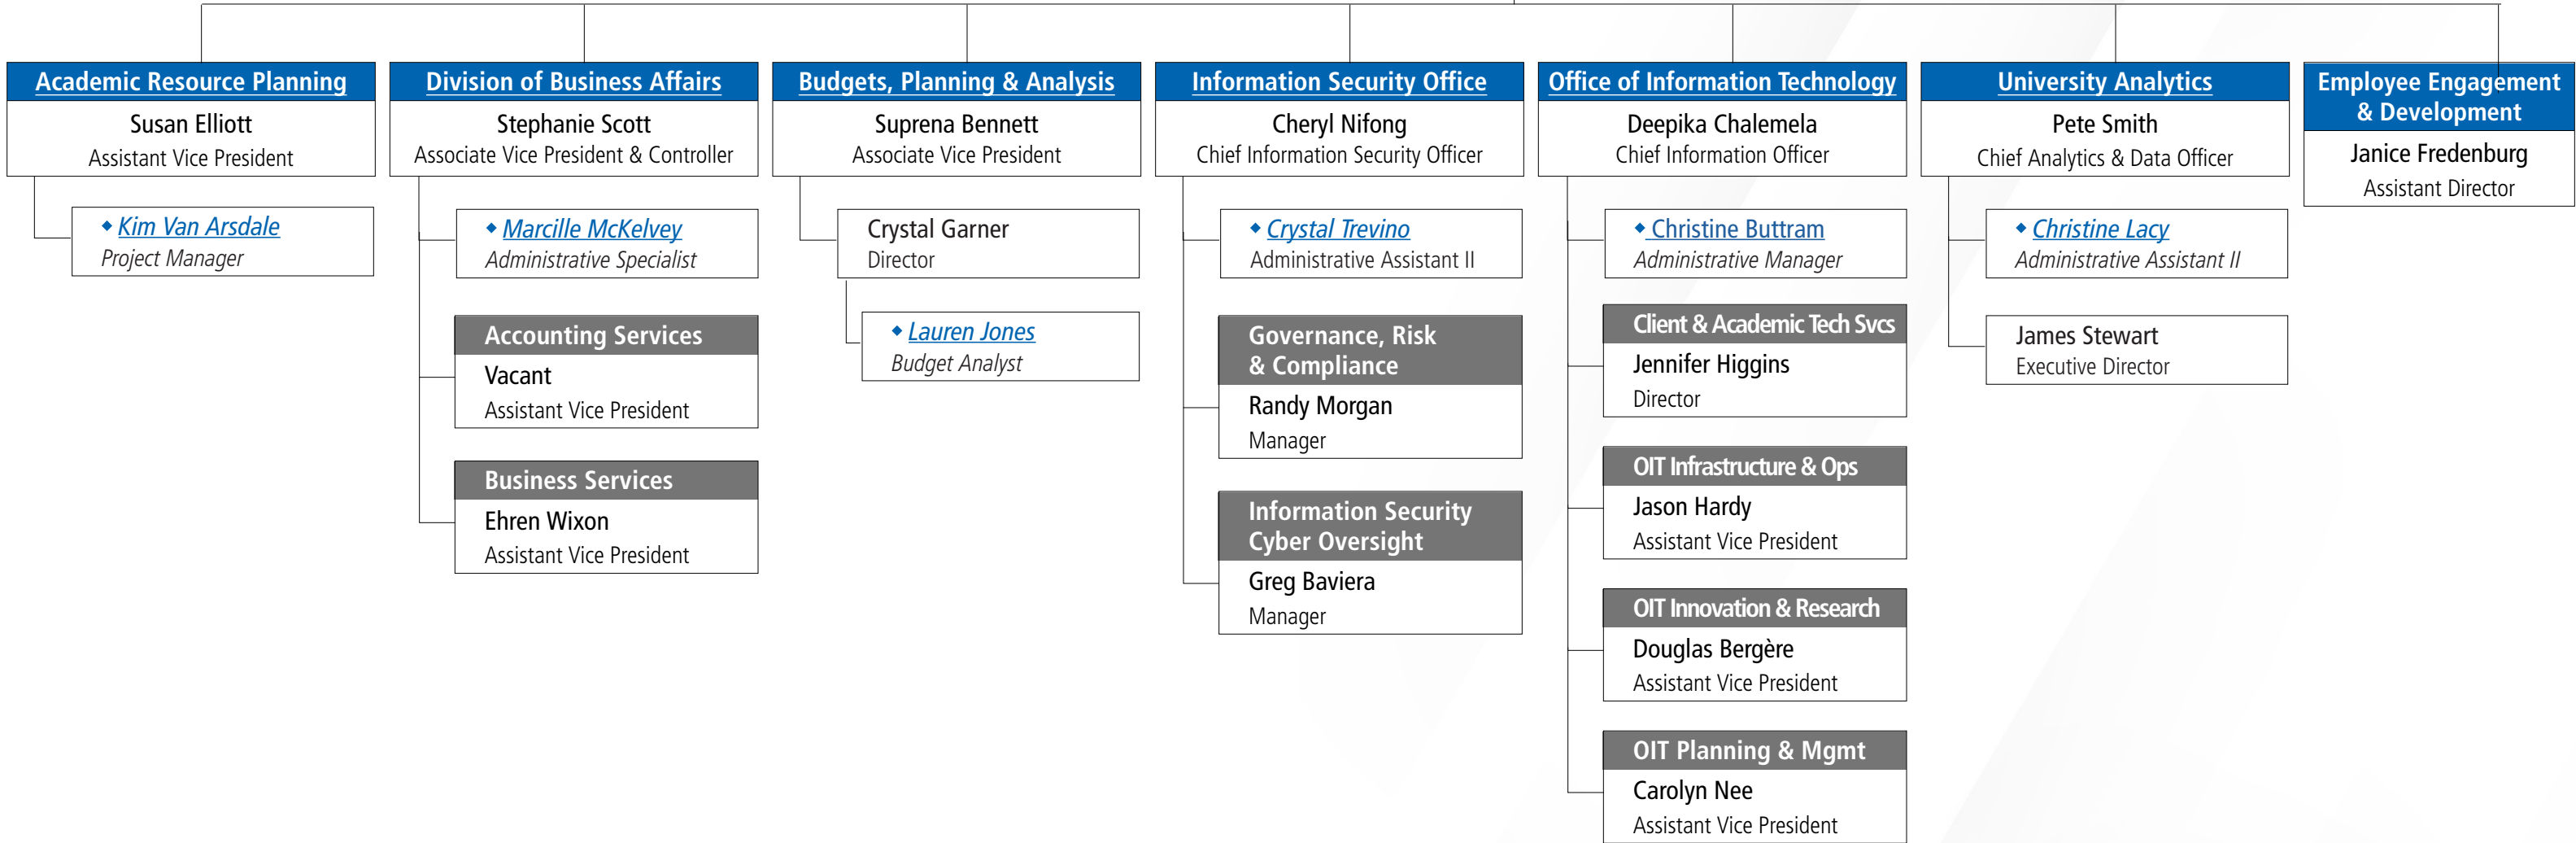 Academic Resource Planning
Susan Elliott
Assistant Vice President
◆ Kim Van Arsdale
Project Manager
Division of Business Affairs
Stephanie Scott
Associate Vice President & Controller
◆ Marcille McKelvey
Administrative Specialist
Accounting Services
Vacant
Assistant Vice President
Business Services
Ehren Wixon
Assistant Vice President
Budgets, Planning & Analysis
Suprena Bennett
Associate Vice President
Crystal Garner
Director
◆ Lauren Jones
Budget Analyst
Information Security Office
Cheryl Nifong
Chief Information Security Officer
◆ Crystal Trevino
Administrative Assistant II
Governance, Risk
& Compliance
Randy Morgan
Manager
Information Security
Cyber Oversight
Greg Baviera
Manager
Office of Information Technology
Deepika Chalemela
Chief Information Officer
◆ Christine Buttram
Administrative Manager
Client & Academic Tech Svcs
Jennifer Higgins
Director
OIT Infrastructure & Ops
Jason Hardy
Assistant Vice President
OIT Innovation & Research
Douglas Bergère
Assistant Vice President
OIT Planning & Mgmt
Carolyn Nee
Assistant Vice President
University Analytics
Pete Smith
Chief Analytics & Data Officer
◆ Christine Lacy
Administrative Assistant II
James Stewart
Executive Director
Employee Engagement
& Development
Janice Fredenburg
Assistant Director